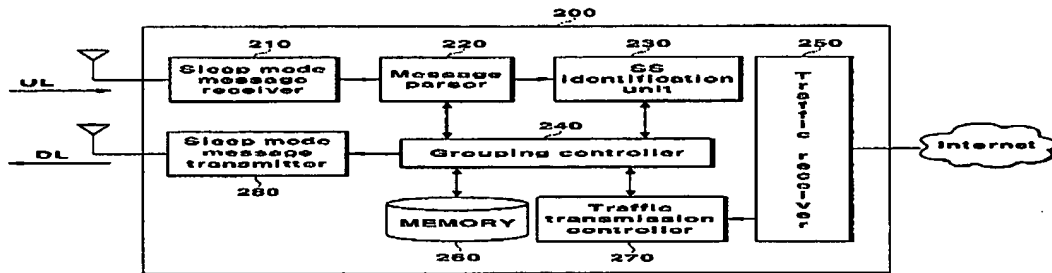 200
210
220
230
250
UL
Sleep mode
message
receiver
Message
parser
SS
identification
unit
Traffic receiver
240
DL
Sleep mode
message
transmitter
Grouping controller
Internet
280
MEMORY
Traffic
transmission
controller
260
270